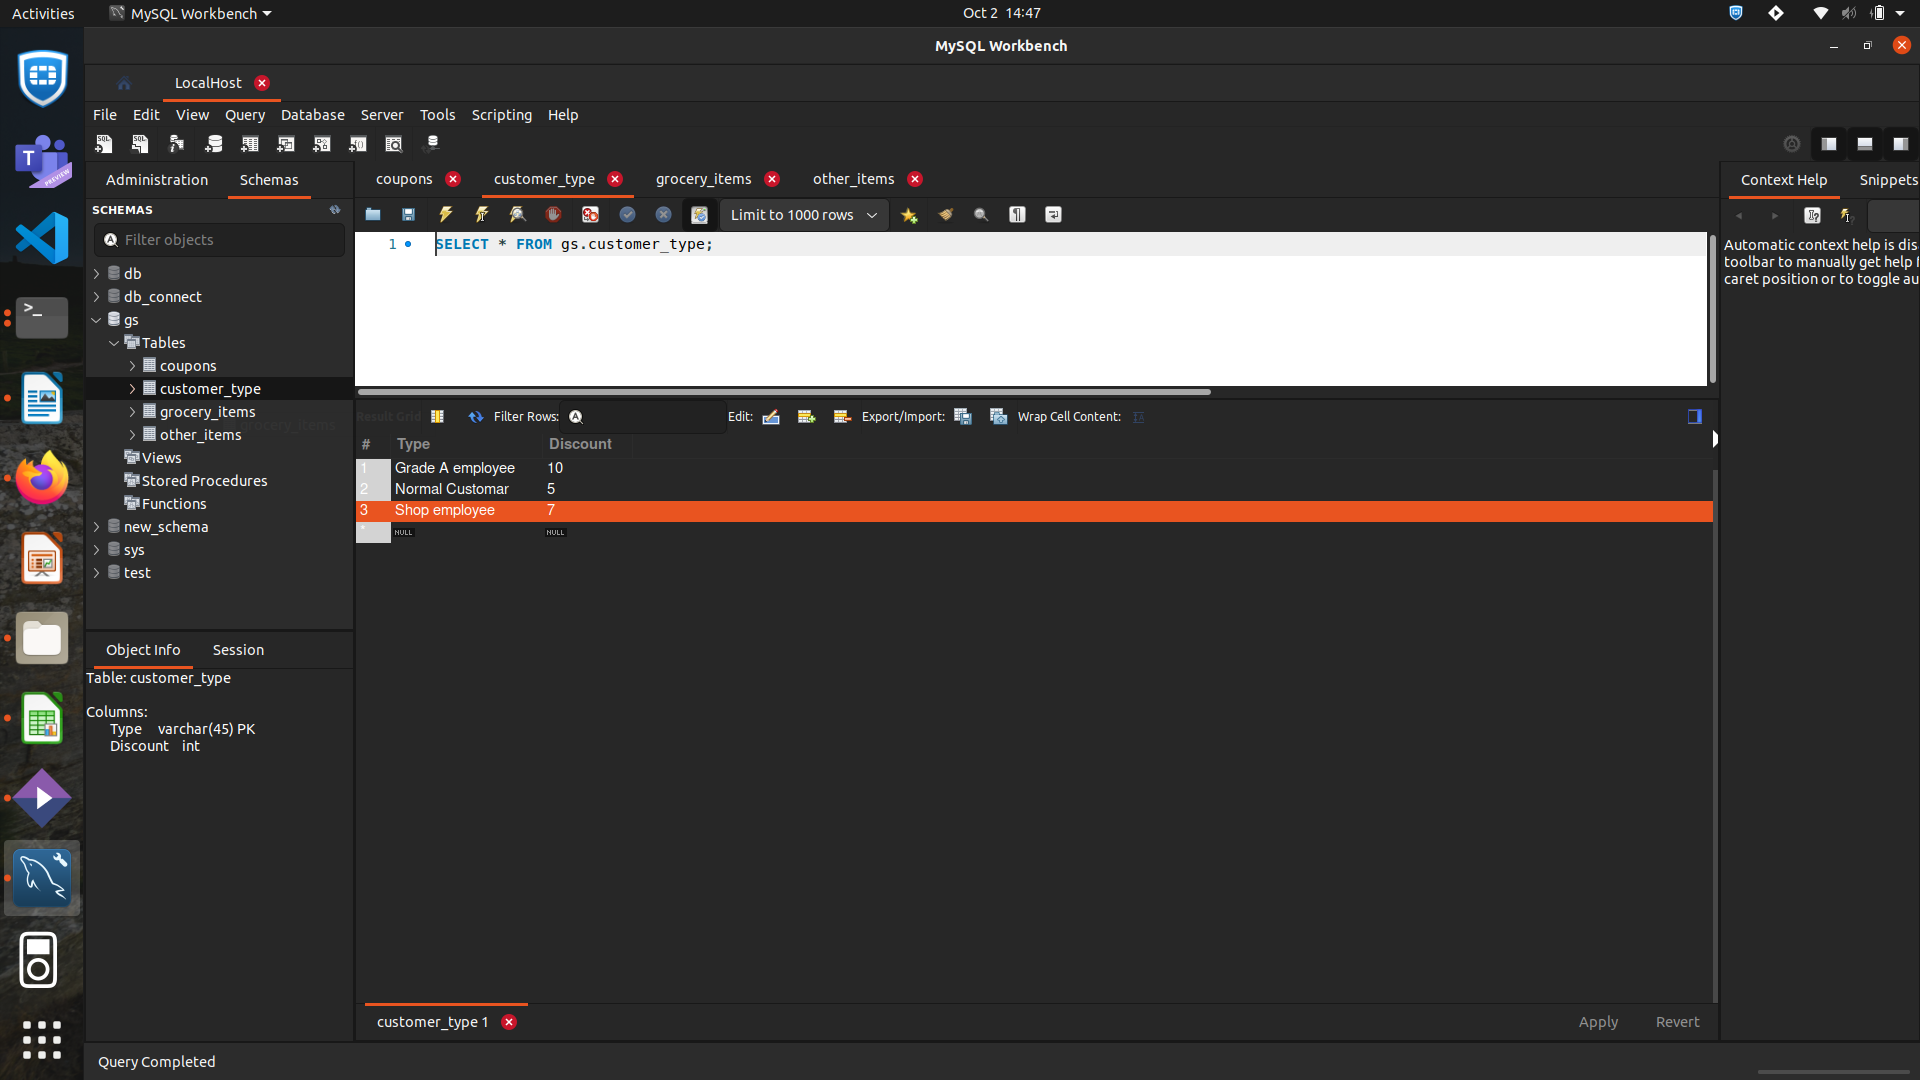 Activities MySQL Workbench Oct 2 14:47
MySQL Workbench
LocalHost
File Edit View Query Database Server Tools Scripting Help
Administration Schemas
coupons customer_type grocery_items other_items
Context Help Snippets
SCHEMAS
Limit to 1000 rows
Filter objects
1 SELECT * FROM gs.customer_type;
Automatic context help is dis
toolbar to manually get help f
caret position or to toggle au
db
db_connect
gs
Tables
coupons
customer_type
grocery_items
grocery_items
other_items
Views
Stored Procedures
Functions
new_schema
sys
test
Result Grid Filter Rows: Edit: Export/Import: Wrap Cell Content:
# Type Discount
1 Grade A employee 10
2 Normal Customar 5
3 Shop employee 7
* NULL NULL
Object Info Session
Table: customer_type
Columns:
Type varchar(45) PK
Discount int
customer_type 1
Apply Revert
Query Completed
T
PREVIEW
>_